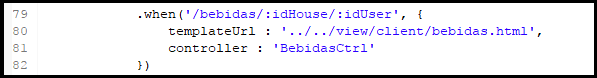 79 .when('/bebidas/:idHouse/:idUser', {
80 templateUrl : '../../view/client/bebidas.html',
81 controller : 'BebidasCtrl'
82 })